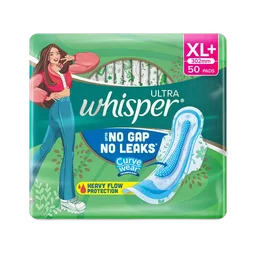 XL+
302mm
50 PADS
ULTRA
whisper
NO GAP
NO LEAKS
Curve
wear
HEAVY FLOW
PROTECTION